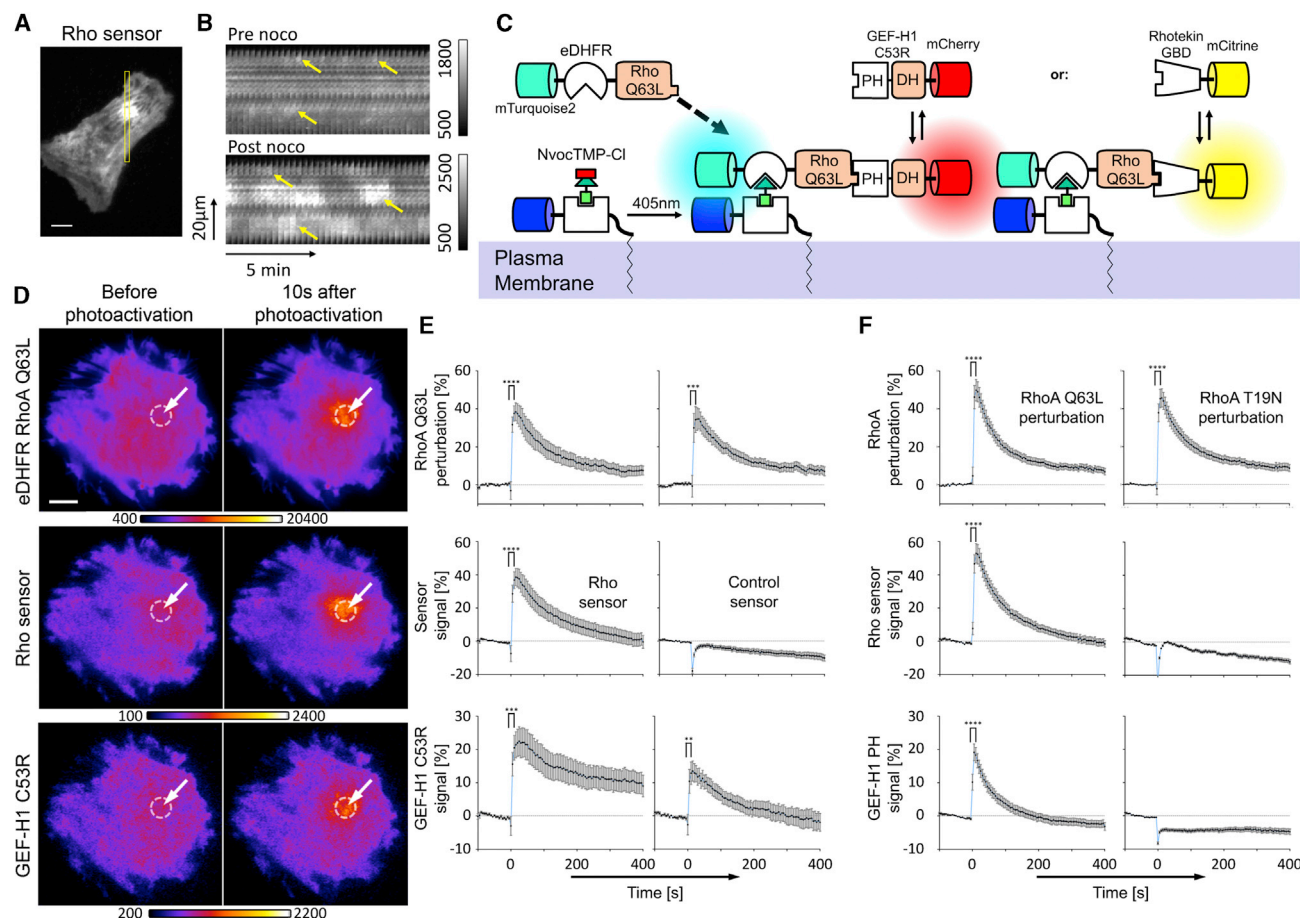 A
Rho sensor
B
Pre noco
1800
500
Post noco
2500
500
20μm
5 min
C
eDHFR
Rho
Q63L
mTurquoise2
NvocTMP-Cl
405nm
GEF-H1
C53R
mCherry
PH
DH
or:
Rhotekin
GBD
mCitrine
Rho
Q63L
PH
DH
Rho
Q63L
Plasma
Membrane
D
Before
photoactivation
10s after
photoactivation
eDHFR RhoA Q63L
400
20400
Rho sensor
100
2400
GEF-H1 C53R
200
2200
E
RhoA Q63L
perturbation [%]
60
40
20
0
****
***
Sensor
signal [%]
60
40
20
0
-20
****
Rho
sensor
Control
sensor
GEF-H1 C53R
signal [%]
30
20
10
0
-10
***
**
0
400
0
400
Time [s]
F
RhoA
perturbation [%]
60
40
20
0
****
RhoA Q63L
perturbation
****
RhoA T19N
perturbation
Rho sensor
signal [%]
60
40
20
0
-20
****
GEF-H1 PH
signal [%]
30
20
10
0
-10
****
0
400
0
400
Time [s]